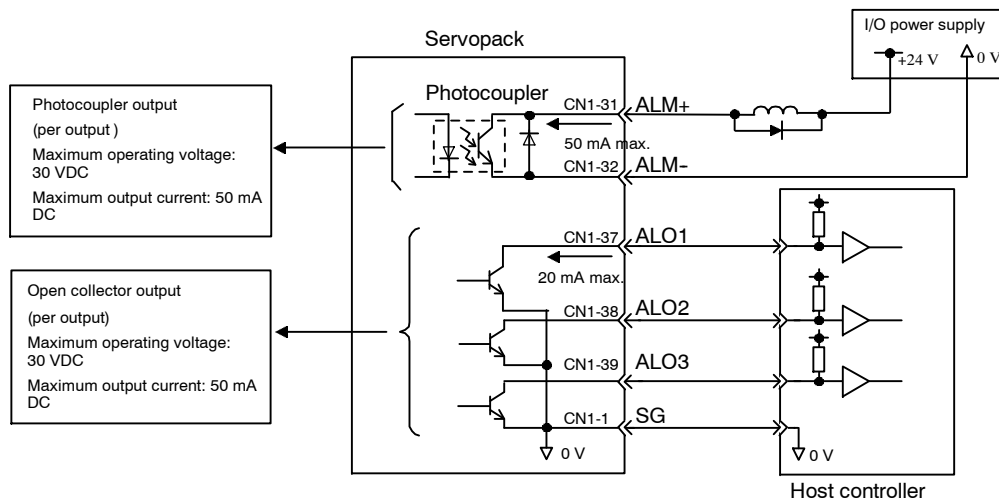 I/O power supply
+24 V
0 V
Servopack
Photocoupler output
(per output )
Maximum operating voltage:
30 VDC
Maximum output current: 50 mA
DC
Photocoupler
CN1-31
ALM+
50 mA max.
CN1-32
ALM-
CN1-37
ALO1
20 mA max.
Open collector output
(per output)
Maximum operating voltage:
30 VDC
Maximum output current: 50 mA
DC
CN1-38
ALO2
CN1-39
ALO3
CN1-1
SG
0 V
0 V
Host controller